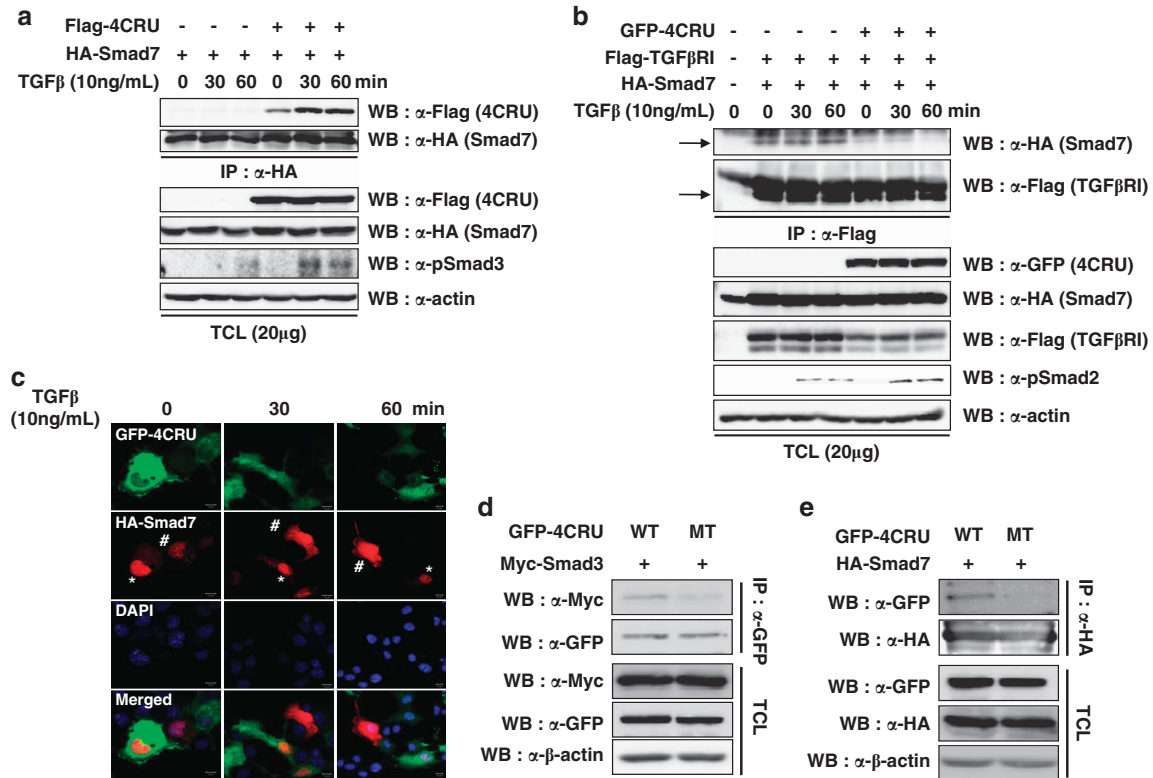 a
Flag-4CRU - - - + + +
HA-Smad7 + + + + + +
TGFβ (10ng/mL) 0 30 60 0 30 60 min
WB : α-Flag (4CRU)
WB : α-HA (Smad7)
IP : α-HA
WB : α-Flag (4CRU)
WB : α-HA (Smad7)
WB : α-pSmad3
WB : α-actin
TCL (20µg)
b
GFP-4CRU - - - - + + +
Flag-TGFβRI - + + + + + +
HA-Smad7 - + + + + + +
TGFβ (10ng/mL) 0 0 30 60 0 30 60 min
WB : α-HA (Smad7)
WB : α-Flag (TGFβRI)
IP : α-Flag
WB : α-GFP (4CRU)
WB : α-HA (Smad7)
WB : α-Flag (TGFβRI)
WB : α-pSmad2
WB : α-actin
TCL (20µg)
c
TGFβ
(10ng/mL)
0 30 60 min
GFP-4CRU
HA-Smad7
# # #
* * *
DAPI
Merged
d
GFP-4CRU WT MT
Myc-Smad3 + +
WB : α-Myc
WB : α-GFP
IP : α-GFP
WB : α-Myc
WB : α-GFP
WB : α-β-actin
TCL
e
GFP-4CRU WT MT
HA-Smad7 + +
WB : α-GFP
WB : α-HA
IP : α-HA
WB : α-GFP
WB : α-HA
WB : α-β-actin
TCL